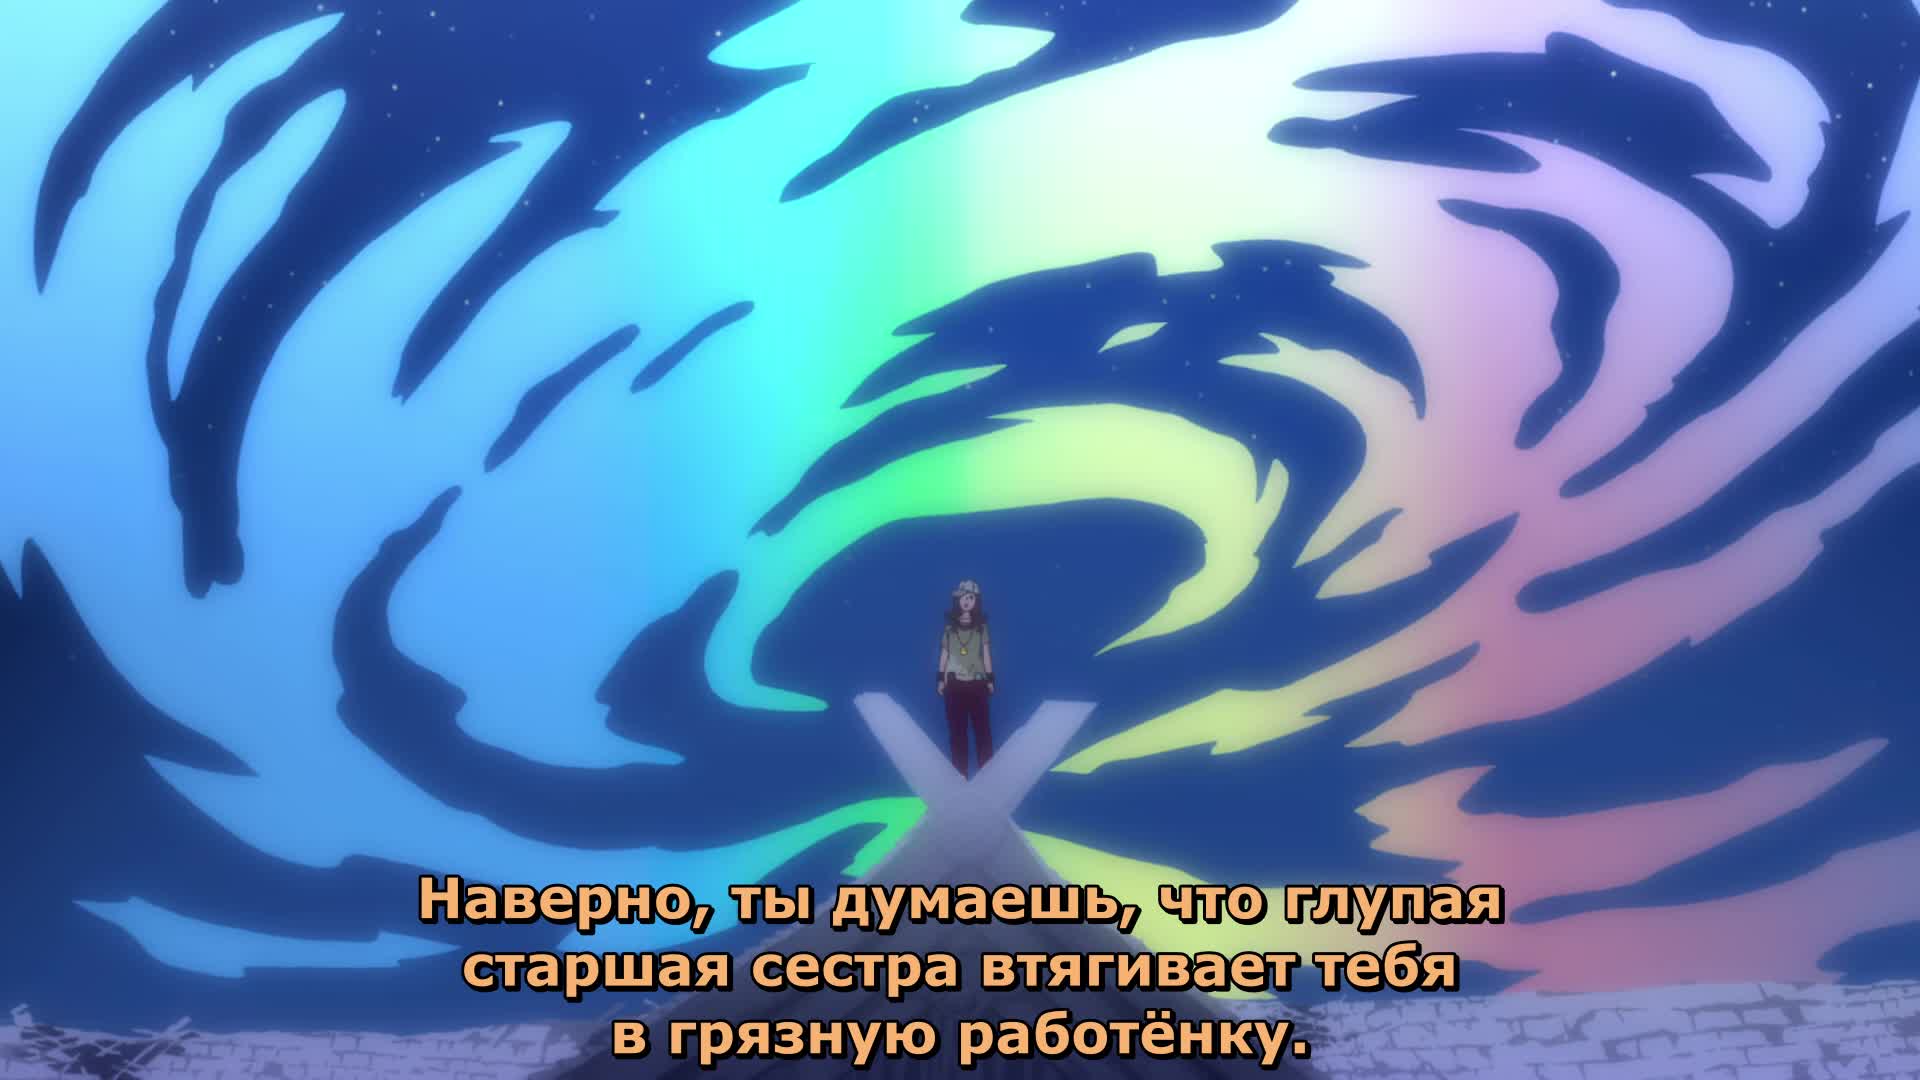 Наверно, ты думаешь, что глупая
старшая сестра втягивает тебя
в грязную работёнку.